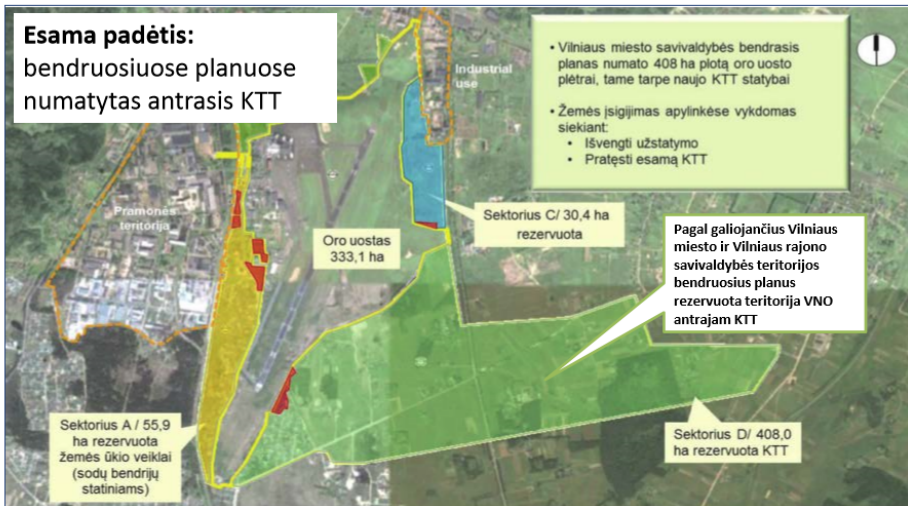 Esama padėtis:
bendruosiuose planuose
numatytas antrasis KTT
Industrial
use
• Vilniaus miesto savivaldybės bendrasis
planas numato 408 ha plotą oro uosto
plėtrai, tame tarpe naujo KTT statybai
• Žemės įsigijimas apylinkėse vykdomas
siekiant:
• Išvengti užstatymo
• Pratęsti esamą KTT
Pramonės
teritorija
Oro uostas
333,1 ha
Sektorius C/ 30,4 ha
rezervuota
Pagal galiojančius Vilniaus
miesto ir Vilniaus rajono
savivaldybės teritorijos
bendruosius planus
rezervuota teritorija VNO
antrajam KTT
Sektorius A / 55,9
ha rezervuota
žemės ūkio veiklai
(sodų bendrijų
statiniams)
Sektorius D/ 408,0
ha rezervuota KTT